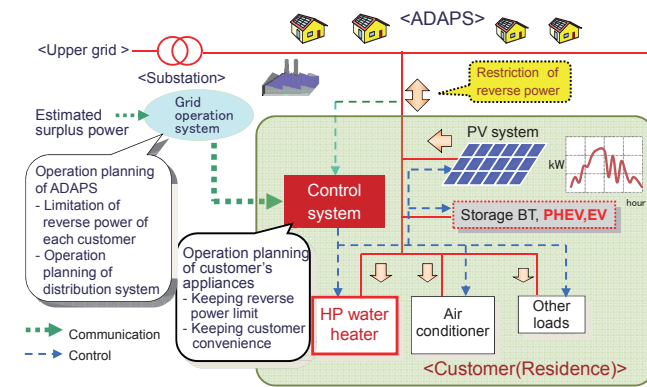 <ADAPS>
<Upper grid >
<Substation>
Restriction of
reverse power
Estimated
surplus power
Grid
operation
system
PV system
kW
hour
Operation planning
of ADAPS
- Limitation of
reverse power of
each customer
- Operation
planning of
distribution system
Control
system
Storage BT, PHEV,EV
Operation planning
of customer's
appliances
- Keeping reverse
power limit
- Keeping customer
convenience
HP water
heater
Air
conditioner
Other
loads
Communication
Control
<Customer(Residence)>